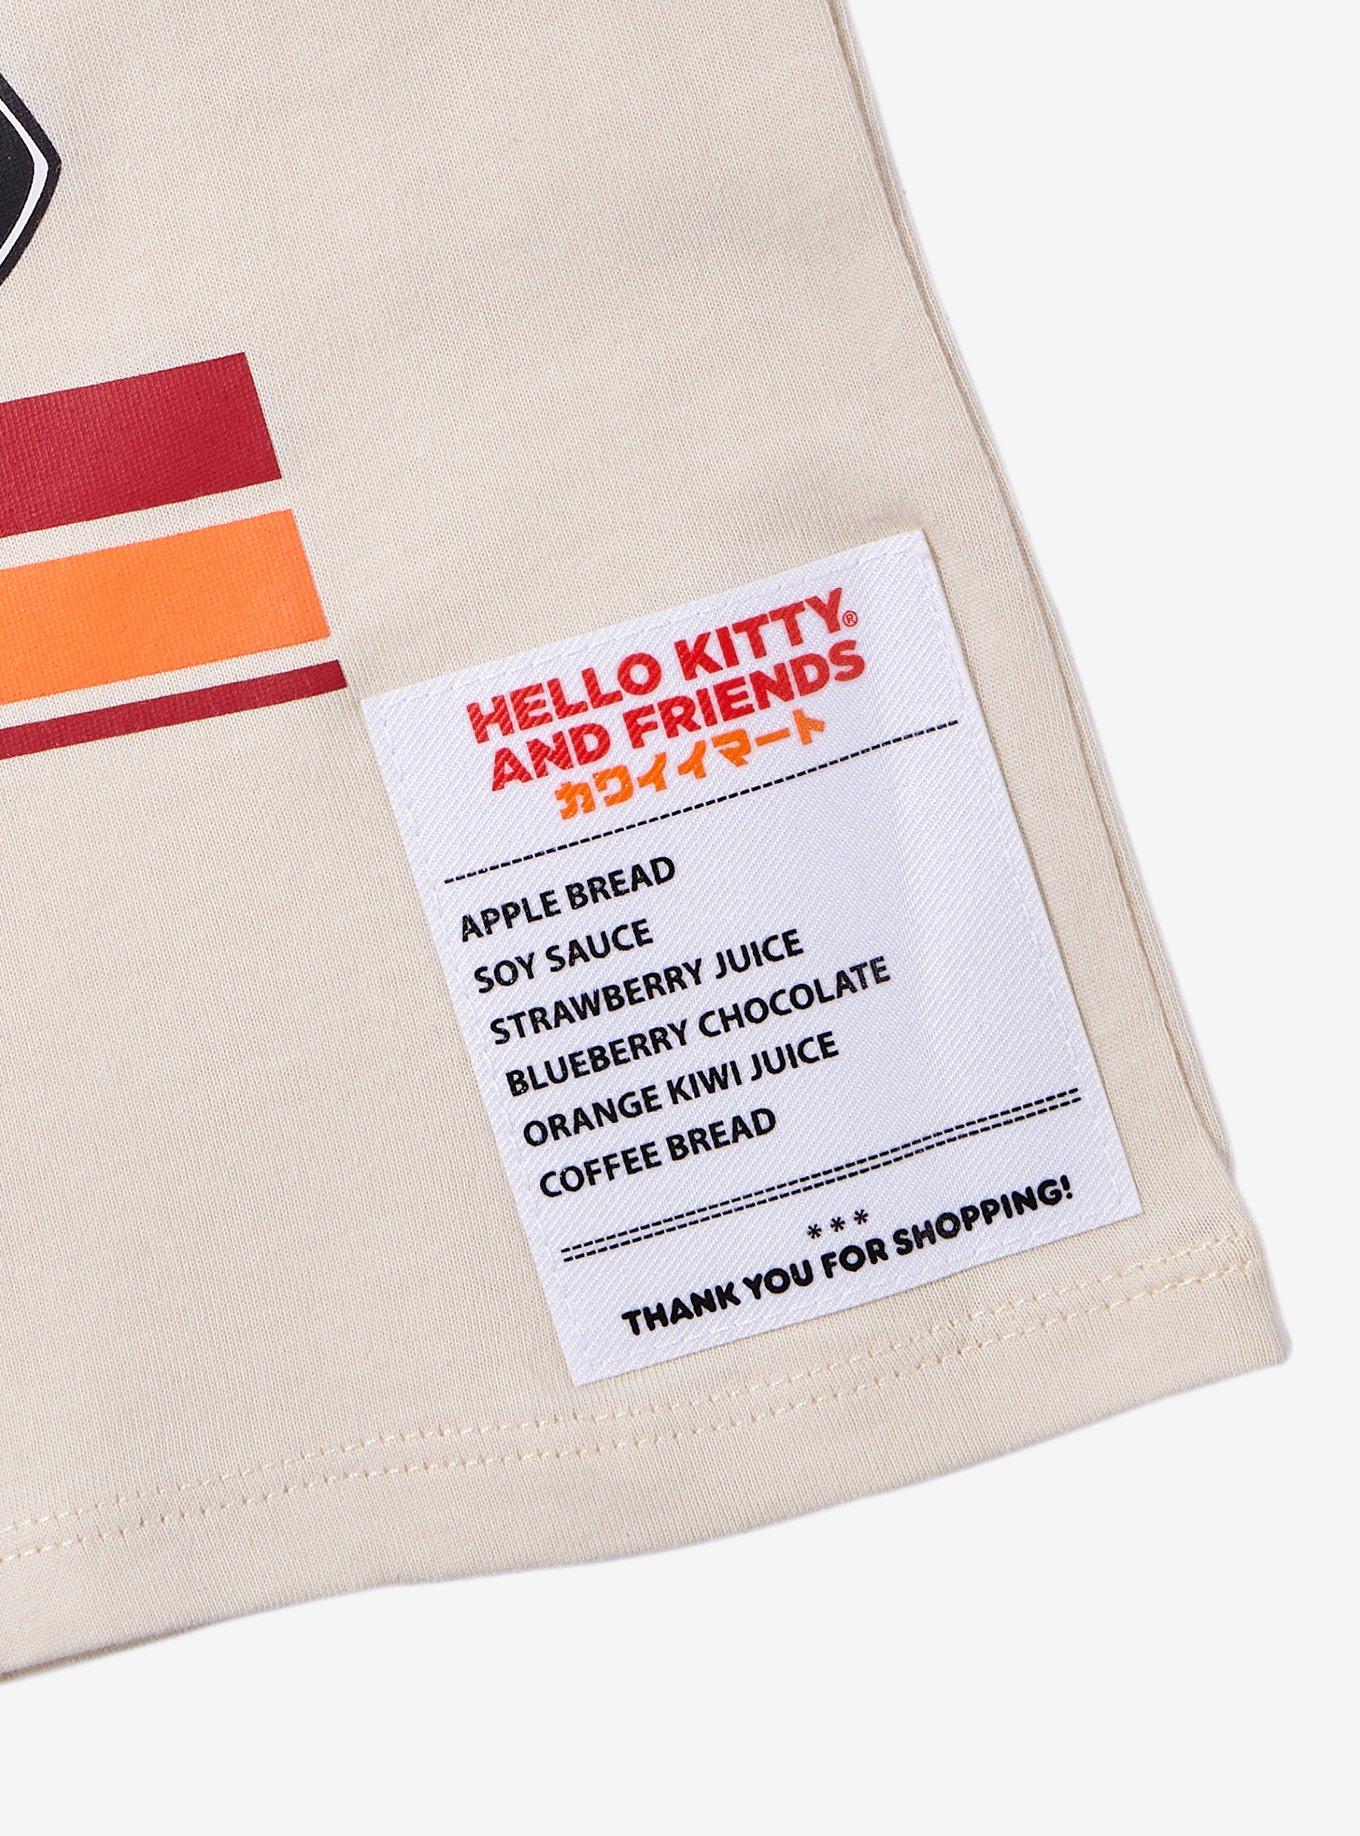 HELLO KITTY®
AND FRIENDS
カワイイマート
APPLE BREAD
SOY SAUCE
STRAWBERRY JUICE
BLUEBERRY CHOCOLATE
ORANGE KIWI JUICE
COFFEE BREAD
***
THANK YOU FOR SHOPPING!